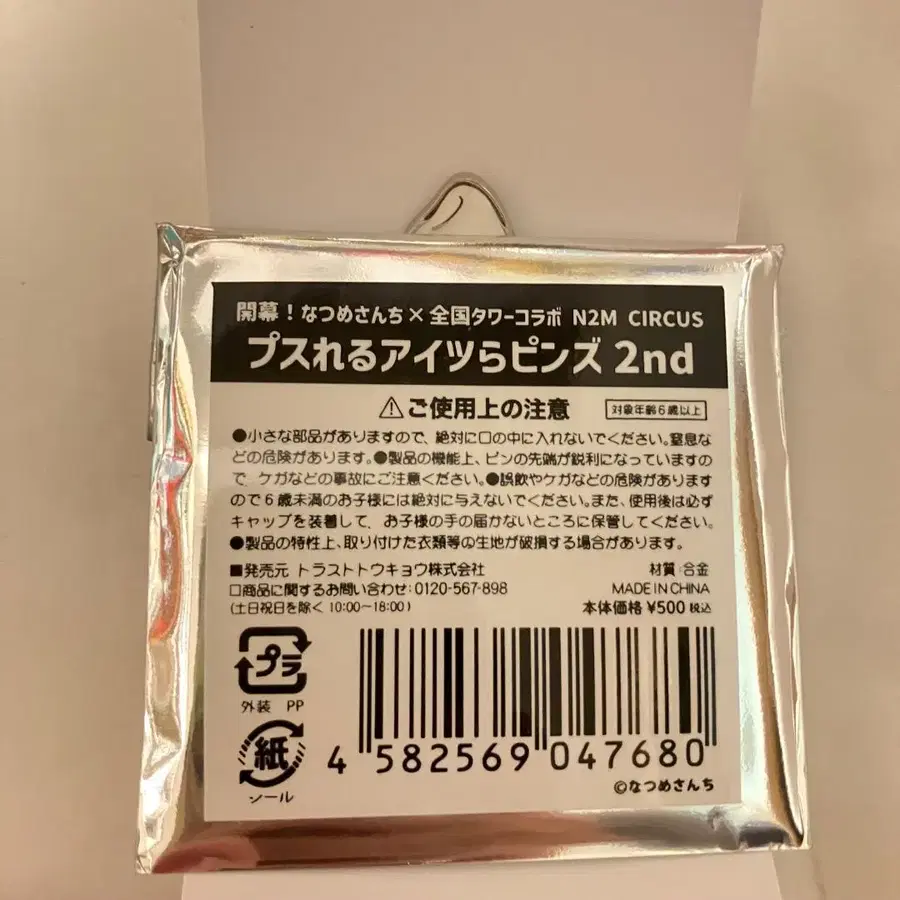 開幕！なつめさんち×全国タワーコラボ N2M CIRCUS
プスれるアイツらピンズ 2nd
⚠ご使用上の注意 対象年齢6歳以上
●小さな部品がありますので、絶対に口の中に入れないでください。窒息な
どの危険があります。●製品の機能上、ピンの先端が鋭利になっていますの
で、ケガなどの事故にご注意ください。●誤飲やケガなどの危険があります
ので6歳未満のお子様には絶対に与えないでください。また、使用後は必ず
キャップを装着して、お子様の手の届かないところに保管してください。
●製品の特性上、取り付けた衣類等の生地が破損する場合があります。
■発売元 トラストトウキョウ株式会社 材質:合金
□商品に関するお問い合わせ:0120-567-898 MADE IN CHINA
(土日祝日を除く 10:00~18:00) 本体価格 ¥500 税込
プラ
外装 PP
紙
シール
4 582569 047680
©なつめさんち